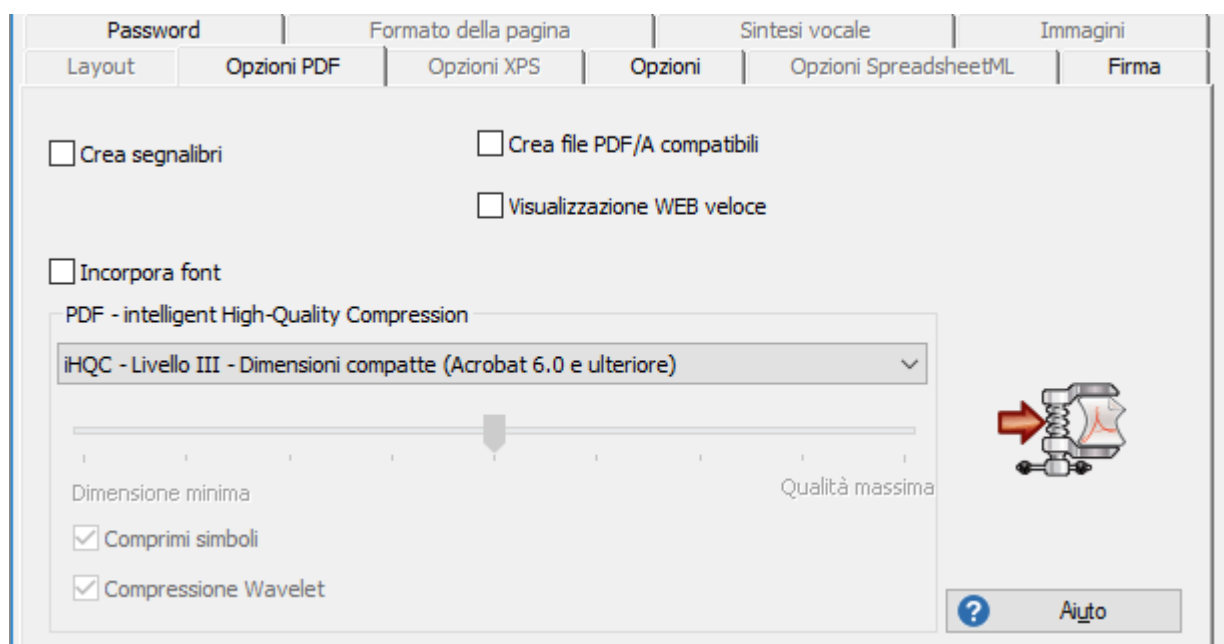 Password Formato della pagina Sintesi vocale Immagini
Layout Opzioni PDF Opzioni XPS Opzioni Opzioni SpreadsheetML Firma
Crea segnalibri
Crea file PDF/A compatibili
Visualizzazione WEB veloce
Incorpora font
PDF - intelligent High-Quality Compression
iHQC - Livello III - Dimensioni compatte (Acrobat 6.0 e ulteriore)
Dimensione minima Qualità massima
Comprimi simboli
Compressione Wavelet
? Aiuto